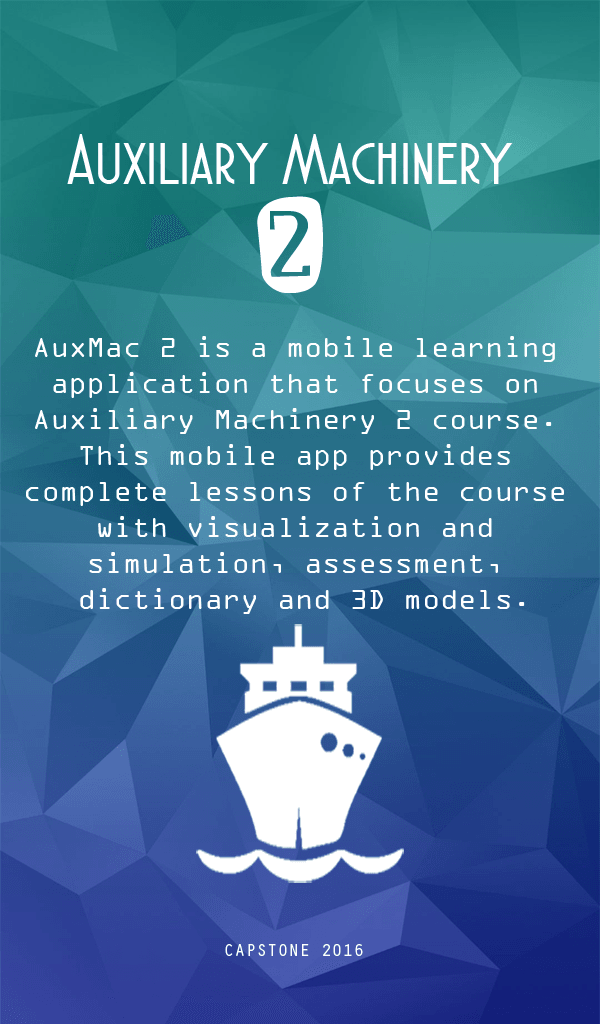 Auxiliary Machinery
2
AuxMac 2 is a mobile learning
application that focuses on
Auxiliary Machinery 2 course.
This mobile app provides
complete lessons of the course
with visualization and
simulation, assessment,
dictionary and 3D models.
CAPSTONE 2016